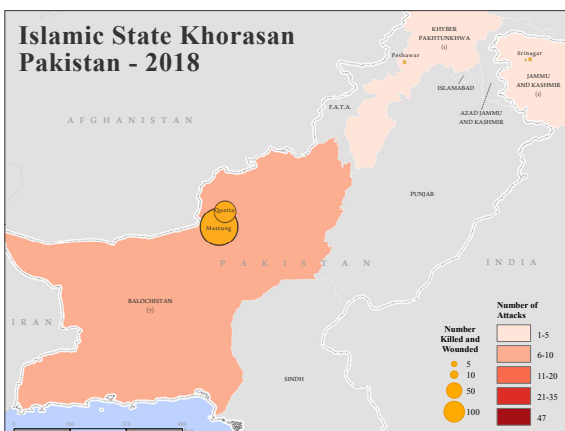 Islamic State Khorasan
Pakistan - 2018
KHYBER
PAKHTUNKHWA
(1)
Peshawar
Srinagar
ISLAMABAD
JAMMU
AND KASHMIR
(1)
F.A.T.A.
AZAD JAMMU
AND KASHMIR
AFGHANISTAN
PUNJAB
Quetta
Mastung
PAKISTAN
INDIA
BALOCHISTAN
(7)
IRAN
SINDH
Number
Killed and
Wounded
5
10
50
100
Number of
Attacks
1-5
6-10
11-20
21-35
47
0